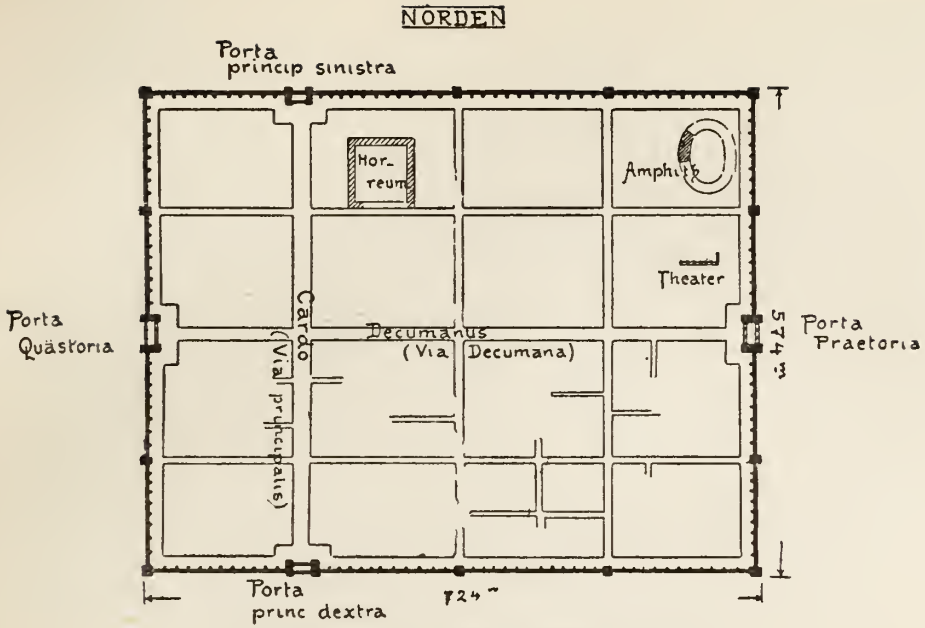 NORDEN
Porta
princip sinistra
Hor_
reum
Amphith
Theater
Porta
Quästoria
Cardo
(Via principalis)
Decumanus
(Via Decumana)
574 m
Porta
Praetoria
Porta
princ dextra
724 m